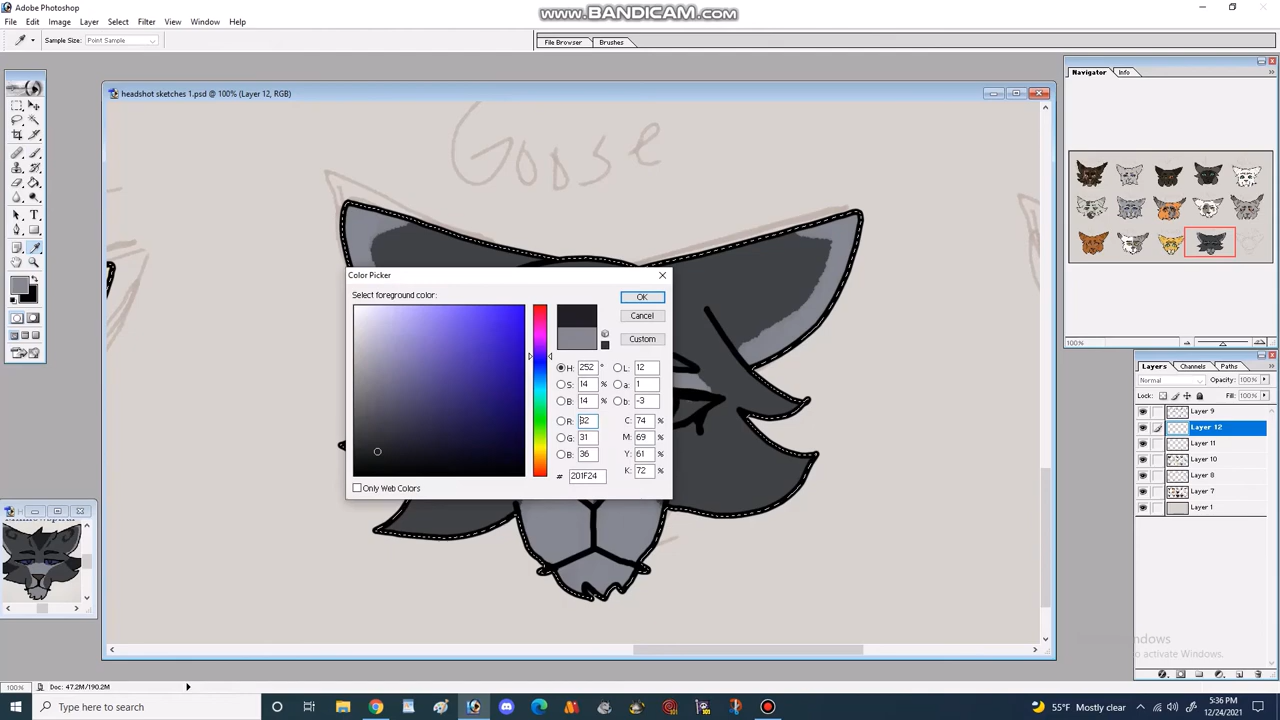 Adobe Photoshop
www.BANDICAM.com
File Edit Image Layer Select Filter View Window Help
Sample Size: Point Sample
File Browser Brushes
headshot sketches 1.psd @ 100% (Layer 12, RGB)
Goose
Navigator Info
100%
Color Picker
Select foreground color:
OK
Cancel
Custom
H: 252 °
S: 14 %
B: 14 %
R: 32
G: 31
B: 36
# 201F24
L: 12
a: 1
b: -3
C: 74 %
M: 69 %
Y: 61 %
K: 72 %
Only Web Colors
Layers Channels Paths
Normal Opacity: 100%
Lock: Fill: 100%
Layer 9
Layer 12
Layer 11
Layer 10
Layer 8
Layer 7
Layer 1
100% Doc: 47.2M/190.2M
Type here to search
55°F Mostly clear
5:36 PM
12/24/2021